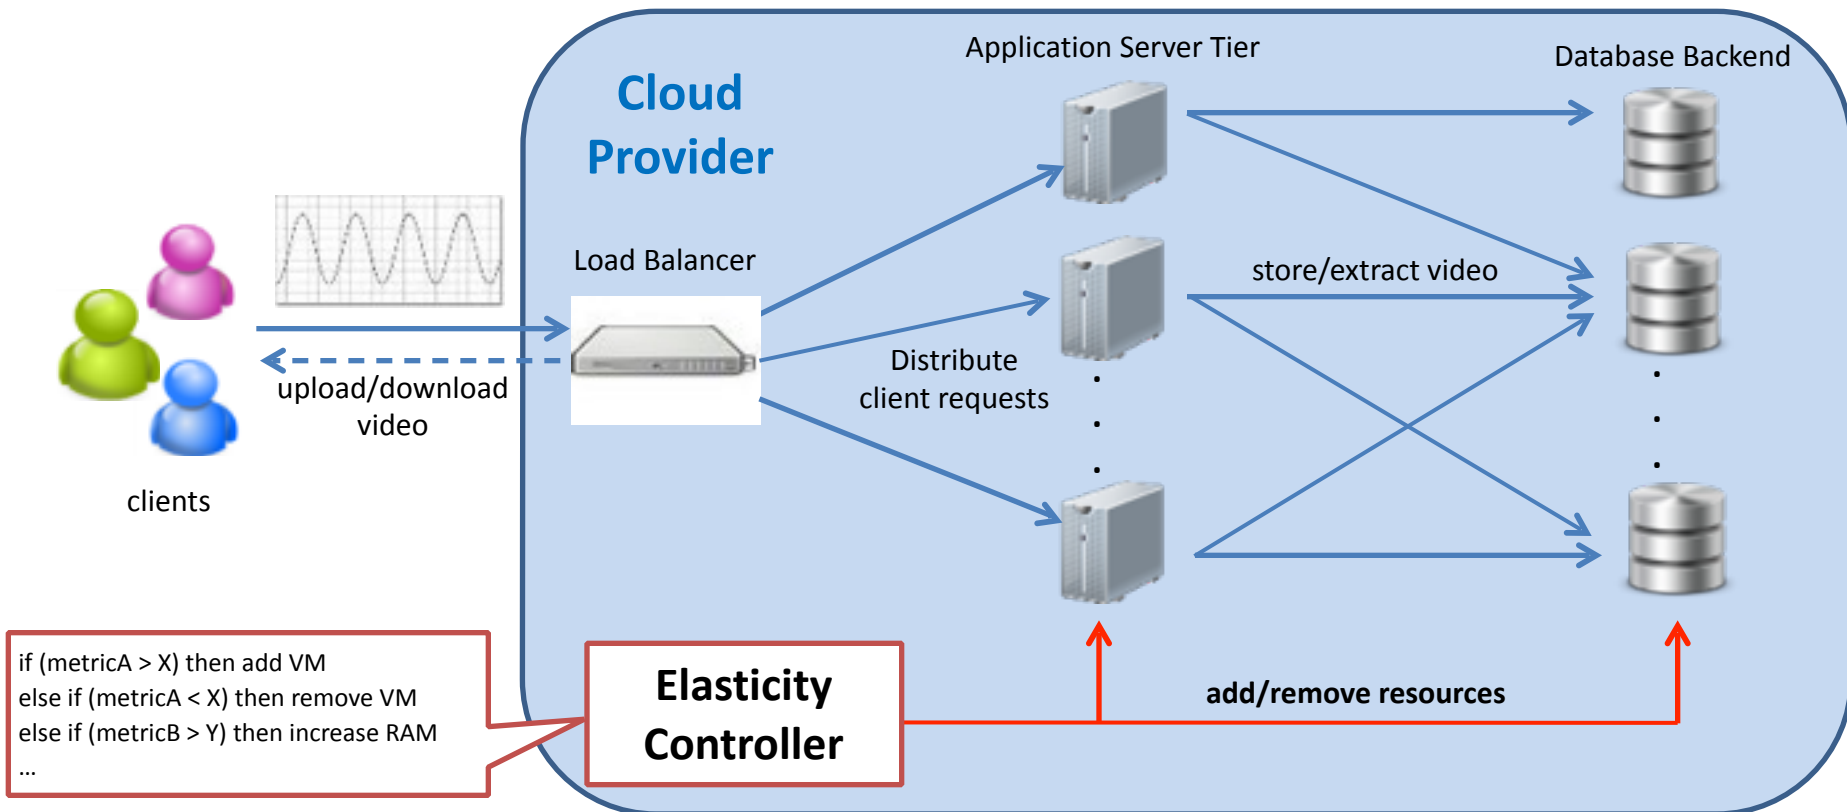 Application Server Tier
Database Backend
Cloud
Provider
Load Balancer
store/extract video
Distribute
client requests
upload/download
video
clients
if (metricA > X) then add VM
else if (metricA < X) then remove VM
else if (metricB > Y) then increase RAM
...
Elasticity
Controller
add/remove resources